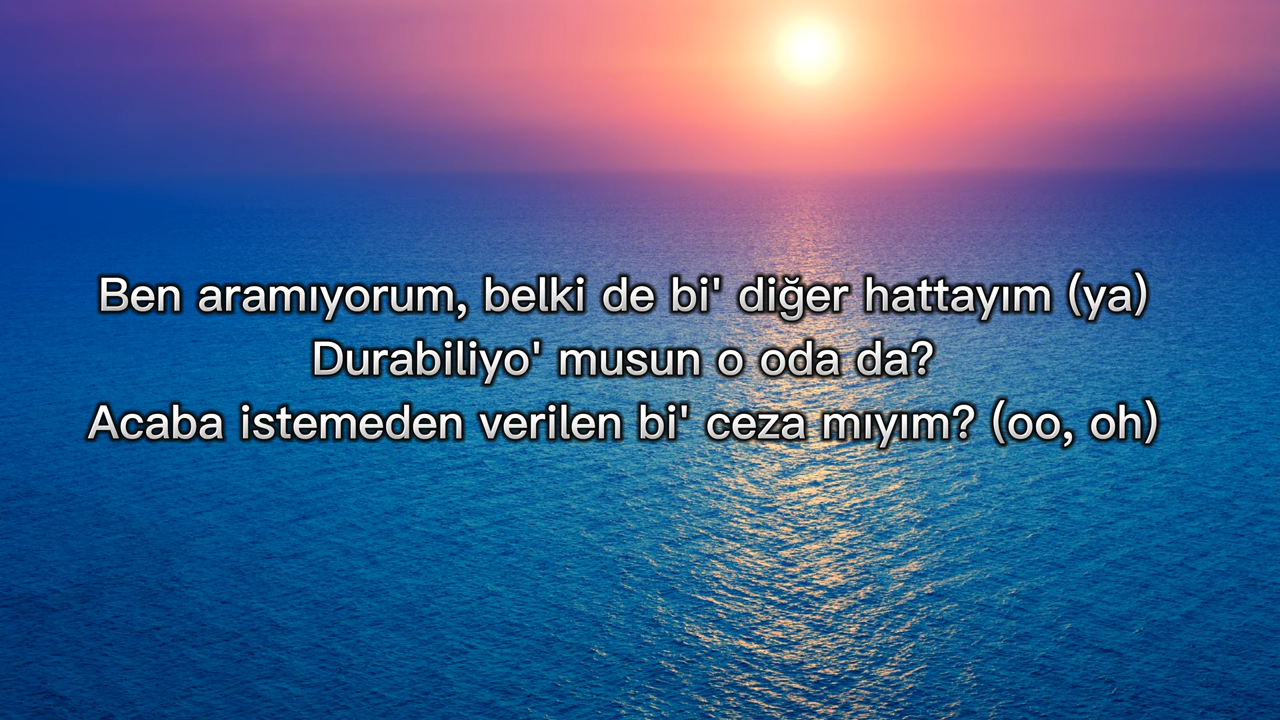 Ben aramıyorum, belki de bi' diğer hattayım (ya)
Durabiliyo' musun o oda da?
Acaba istemeden verilen bi' ceza mıyım? (oo, oh)